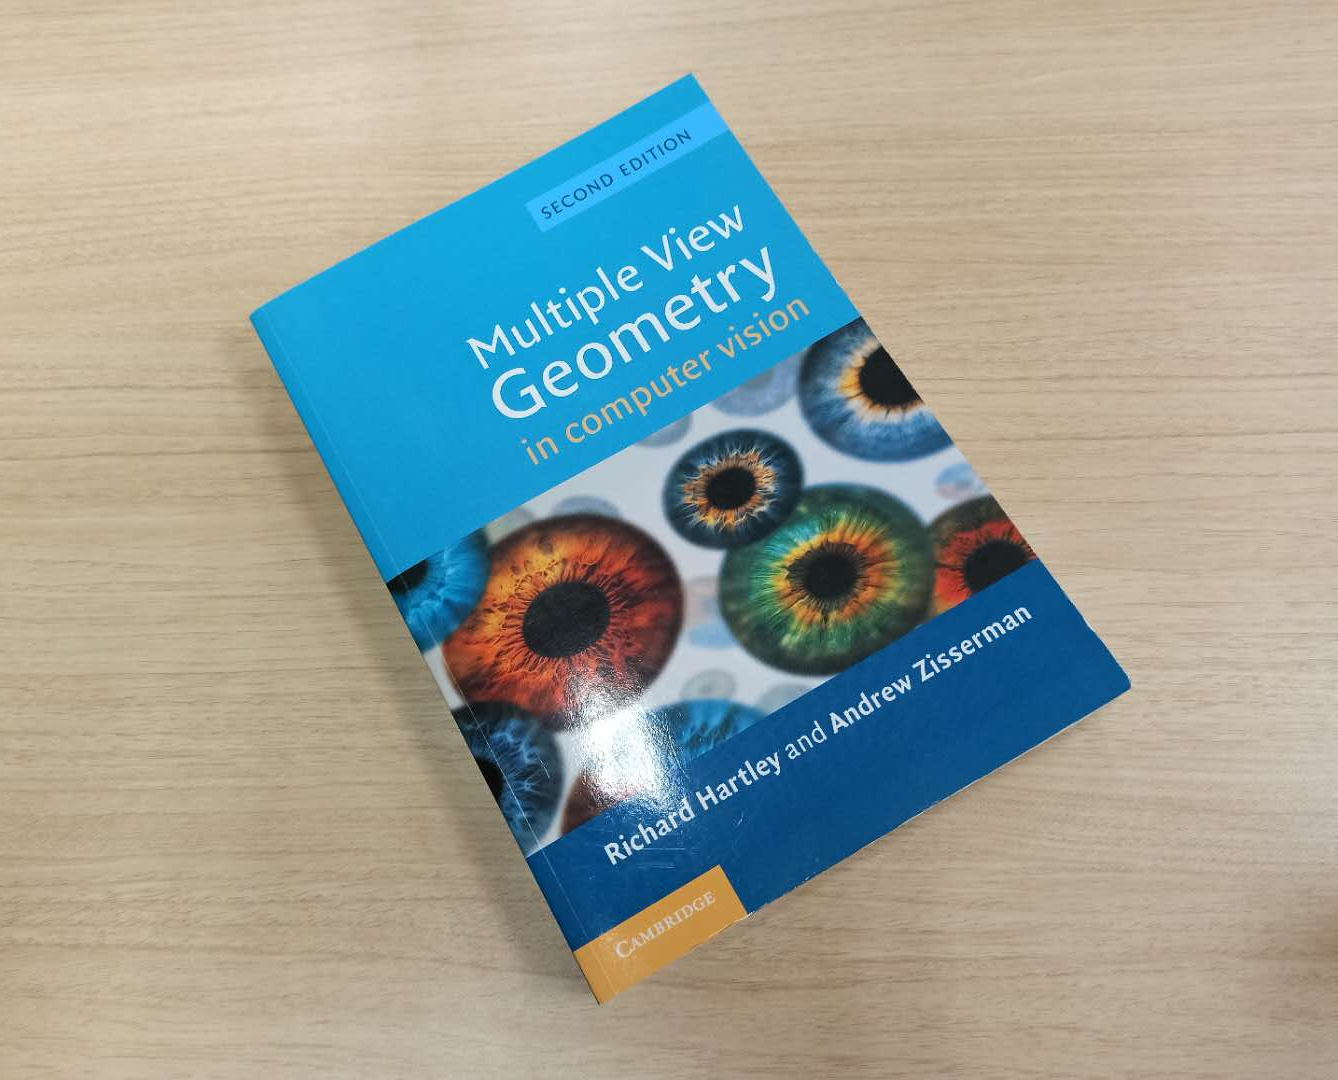 SECOND EDITION
Multiple View
Geometry
in computer vision
Richard Hartley and Andrew Zisserman
CAMBRIDGE